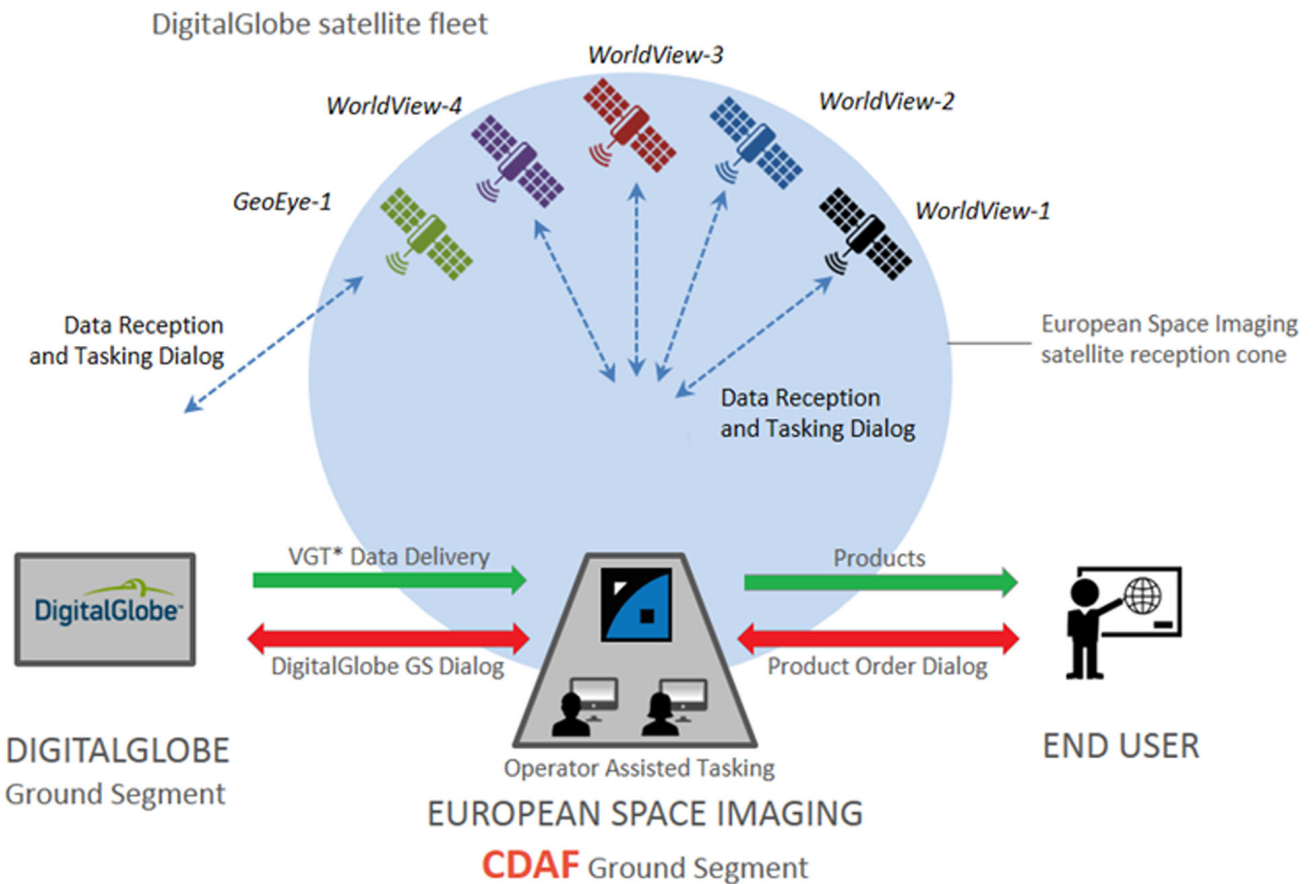 DigitalGlobe satellite fleet
WorldView-3
WorldView-4
WorldView-2
GeoEye-1
WorldView-1
Data Reception
and Tasking Dialog
European Space Imaging
satellite reception cone
Data Reception
and Tasking Dialog
VGT* Data Delivery
Products
DigitalGlobe™
DigitalGlobe GS Dialog
Product Order Dialog
DIGITALGLOBE
Ground Segment
END USER
Operator Assisted Tasking
EUROPEAN SPACE IMAGING
CDAF Ground Segment